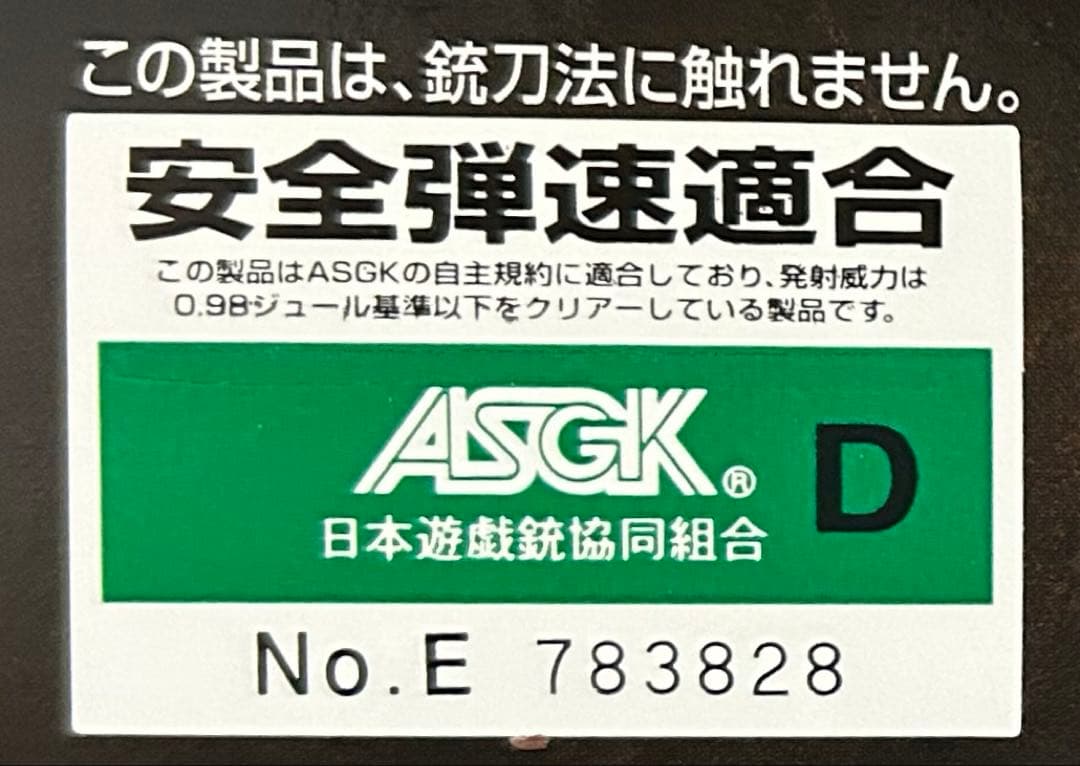 この製品は、銃刀法に触れません。
安全弾速適合
この製品はASGKの自主規約に適合しており、発射威力は
0.98ジュール基準以下をクリアーしている製品です。
ASGK® D
日本遊戯銃協同組合
No.E 783828